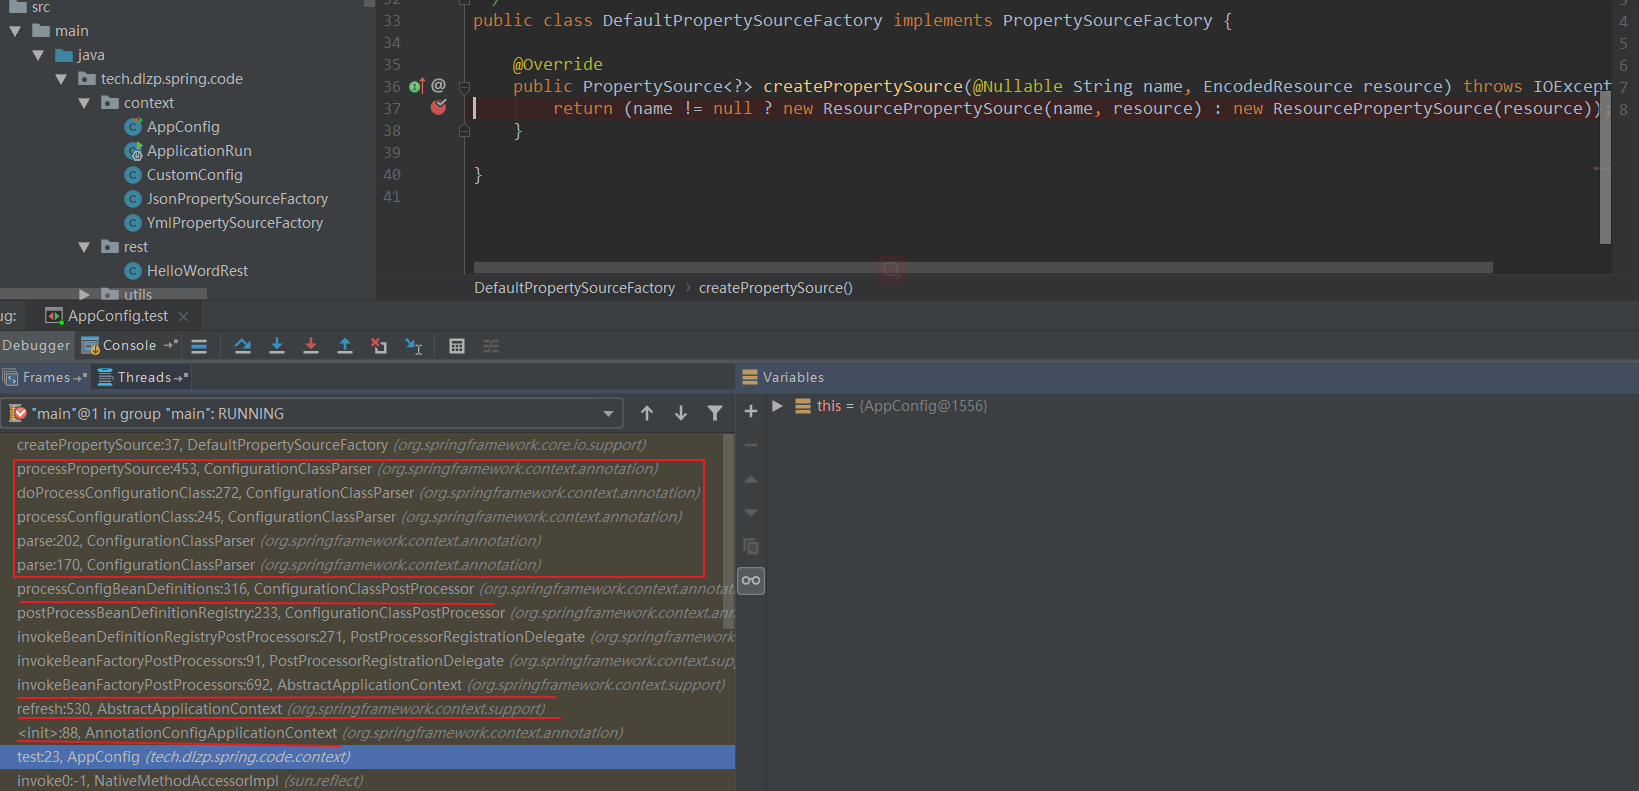 src
main
java
tech.dlzp.spring.code
context
AppConfig
ApplicationRun
CustomConfig
JsonPropertySourceFactory
YmlPropertySourceFactory
rest
HelloWordRest
utils
32 */
33 public class DefaultPropertySourceFactory implements PropertySourceFactory {
34
35 @Override
36 public PropertySource<?> createPropertySource(@Nullable String name, EncodedResource resource) throws IOExcept
37 return (name != null ? new ResourcePropertySource(name, resource) : new ResourcePropertySource(resource));
38 }
39
40 }
41
4
5
6
7
8
DefaultPropertySourceFactory › createPropertySource()
ug: AppConfig.test ×
Debugger Console
Frames Threads
Variables
"main"@1 in group "main": RUNNING
this = {AppConfig@1556}
createPropertySource:37, DefaultPropertySourceFactory (org.springframework.core.io.support)
processPropertySource:453, ConfigurationClassParser (org.springframework.context.annotation)
doProcessConfigurationClass:272, ConfigurationClassParser (org.springframework.context.annotation)
processConfigurationClass:245, ConfigurationClassParser (org.springframework.context.annotation)
parse:202, ConfigurationClassParser (org.springframework.context.annotation)
parse:170, ConfigurationClassParser (org.springframework.context.annotation)
processConfigBeanDefinitions:316, ConfigurationClassPostProcessor (org.springframework.context.annotat
postProcessBeanDefinitionRegistry:233, ConfigurationClassPostProcessor (org.springframework.context.ann
invokeBeanDefinitionRegistryPostProcessors:271, PostProcessorRegistrationDelegate (org.springframework
invokeBeanFactoryPostProcessors:91, PostProcessorRegistrationDelegate (org.springframework.context.sup
invokeBeanFactoryPostProcessors:692, AbstractApplicationContext (org.springframework.context.support)
refresh:530, AbstractApplicationContext (org.springframework.context.support)
<init>:88, AnnotationConfigApplicationContext (org.springframework.context.annotation)
test:23, AppConfig (tech.dlzp.spring.code.context)
invoke0:-1, NativeMethodAccessorImpl (sun.reflect)